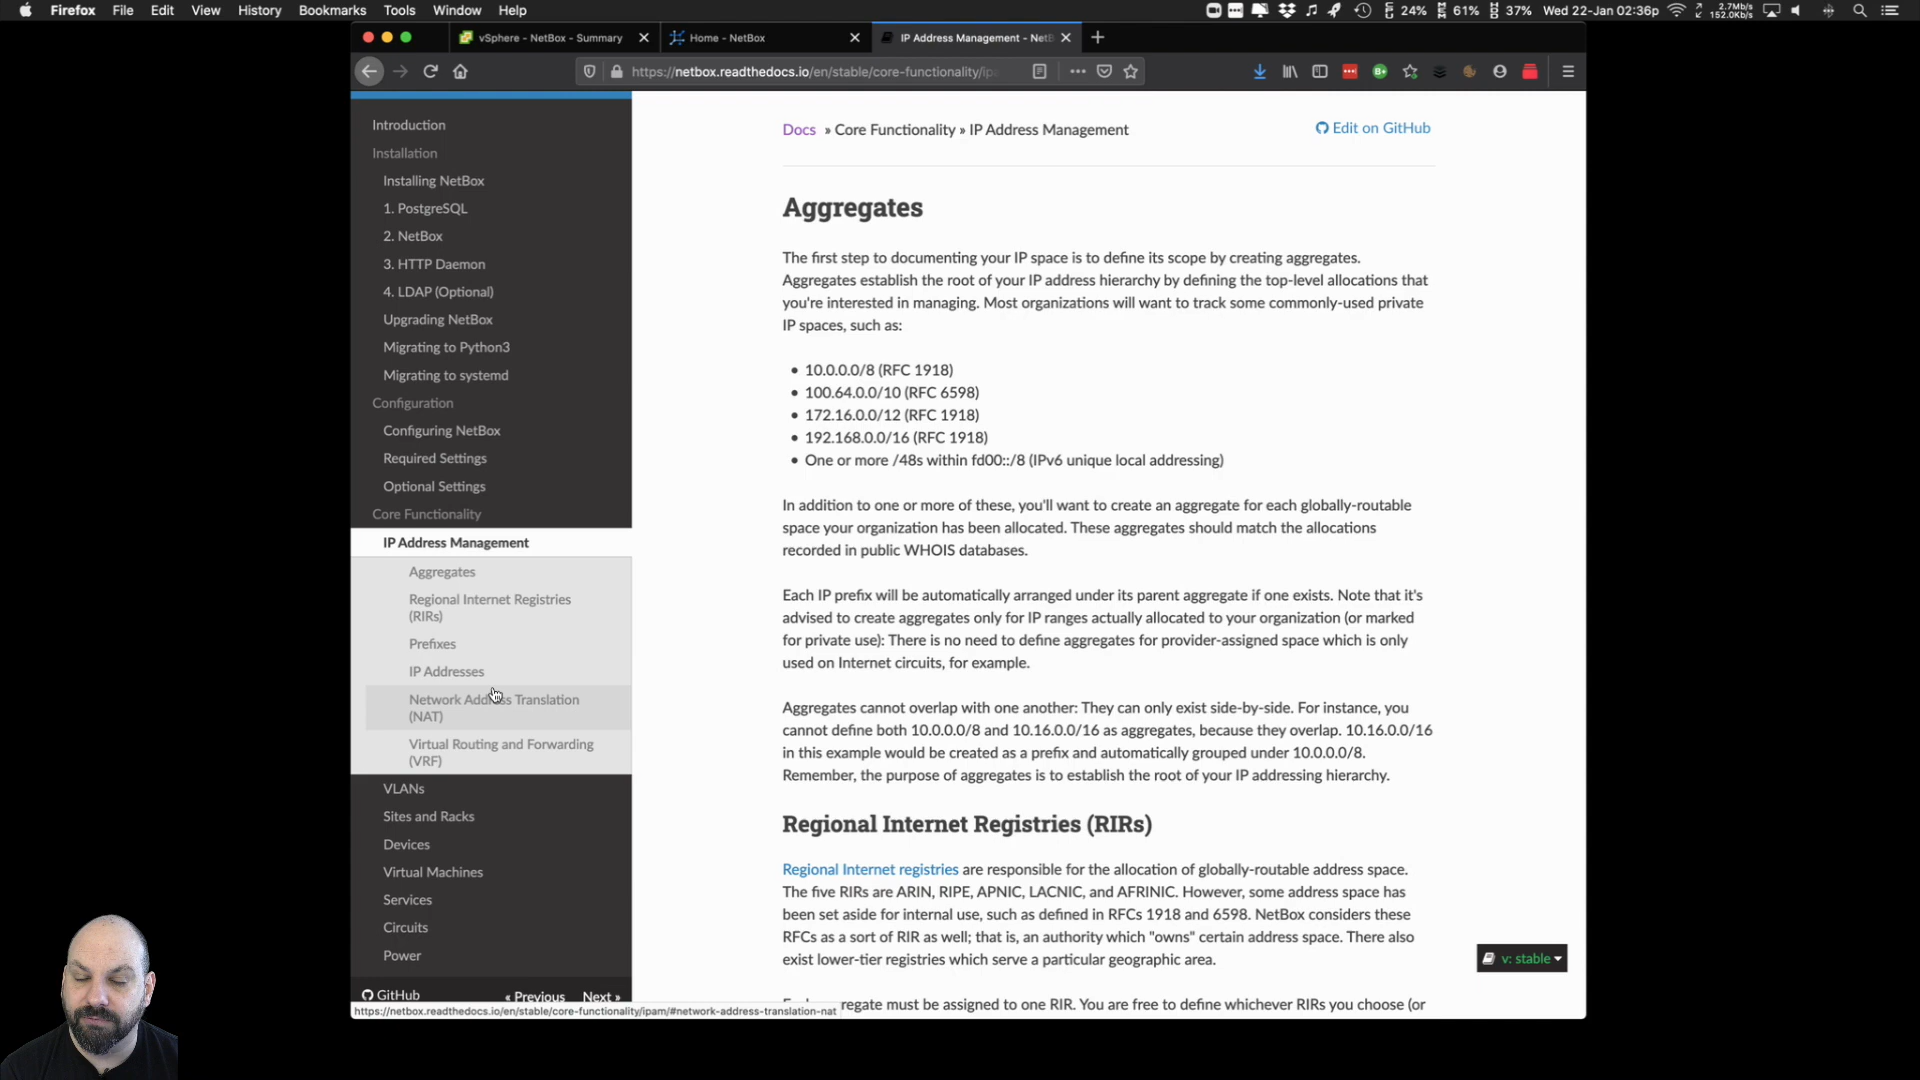 Firefox File Edit View History Bookmarks Tools Window Help
24% 61% 37% Wed 22-Jan 02:36p 2.7Mb/s 152.0Kb/s
vSphere - NetBox - Summary
Home - NetBox
IP Address Management - NetB
https://netbox.readthedocs.io/en/stable/core-functionality/ip
Introduction
Installation
Installing NetBox
1. PostgreSQL
2. NetBox
3. HTTP Daemon
4. LDAP (Optional)
Upgrading NetBox
Migrating to Python3
Migrating to systemd
Configuration
Configuring NetBox
Required Settings
Optional Settings
Core Functionality
IP Address Management
Aggregates
Regional Internet Registries
(RIRs)
Prefixes
IP Addresses
Network Address Translation
(NAT)
Virtual Routing and Forwarding
(VRF)
VLANs
Sites and Racks
Devices
Virtual Machines
Services
Circuits
Power
GitHub « Previous Next »
https://netbox.readthedocs.io/en/stable/core-functionality/ipam/#network-address-translation-nat
Docs » Core Functionality » IP Address Management
Edit on GitHub
Aggregates
The first step to documenting your IP space is to define its scope by creating aggregates.
Aggregates establish the root of your IP address hierarchy by defining the top-level allocations that
you're interested in managing. Most organizations will want to track some commonly-used private
IP spaces, such as:
• 10.0.0.0/8 (RFC 1918)
• 100.64.0.0/10 (RFC 6598)
• 172.16.0.0/12 (RFC 1918)
• 192.168.0.0/16 (RFC 1918)
• One or more /48s within fd00::/8 (IPv6 unique local addressing)
In addition to one or more of these, you'll want to create an aggregate for each globally-routable
space your organization has been allocated. These aggregates should match the allocations
recorded in public WHOIS databases.
Each IP prefix will be automatically arranged under its parent aggregate if one exists. Note that it's
advised to create aggregates only for IP ranges actually allocated to your organization (or marked
for private use): There is no need to define aggregates for provider-assigned space which is only
used on Internet circuits, for example.
Aggregates cannot overlap with one another: They can only exist side-by-side. For instance, you
cannot define both 10.0.0.0/8 and 10.16.0.0/16 as aggregates, because they overlap. 10.16.0.0/16
in this example would be created as a prefix and automatically grouped under 10.0.0.0/8.
Remember, the purpose of aggregates is to establish the root of your IP addressing hierarchy.
Regional Internet Registries (RIRs)
Regional Internet registries are responsible for the allocation of globally-routable address space.
The five RIRs are ARIN, RIPE, APNIC, LACNIC, and AFRINIC. However, some address space has
been set aside for internal use, such as defined in RFCs 1918 and 6598. NetBox considers these
RFCs as a sort of RIR as well; that is, an authority which "owns" certain address space. There also
exist lower-tier registries which serve a particular geographic area.
regate must be assigned to one RIR. You are free to define whichever RIRs you choose (or
v: stable